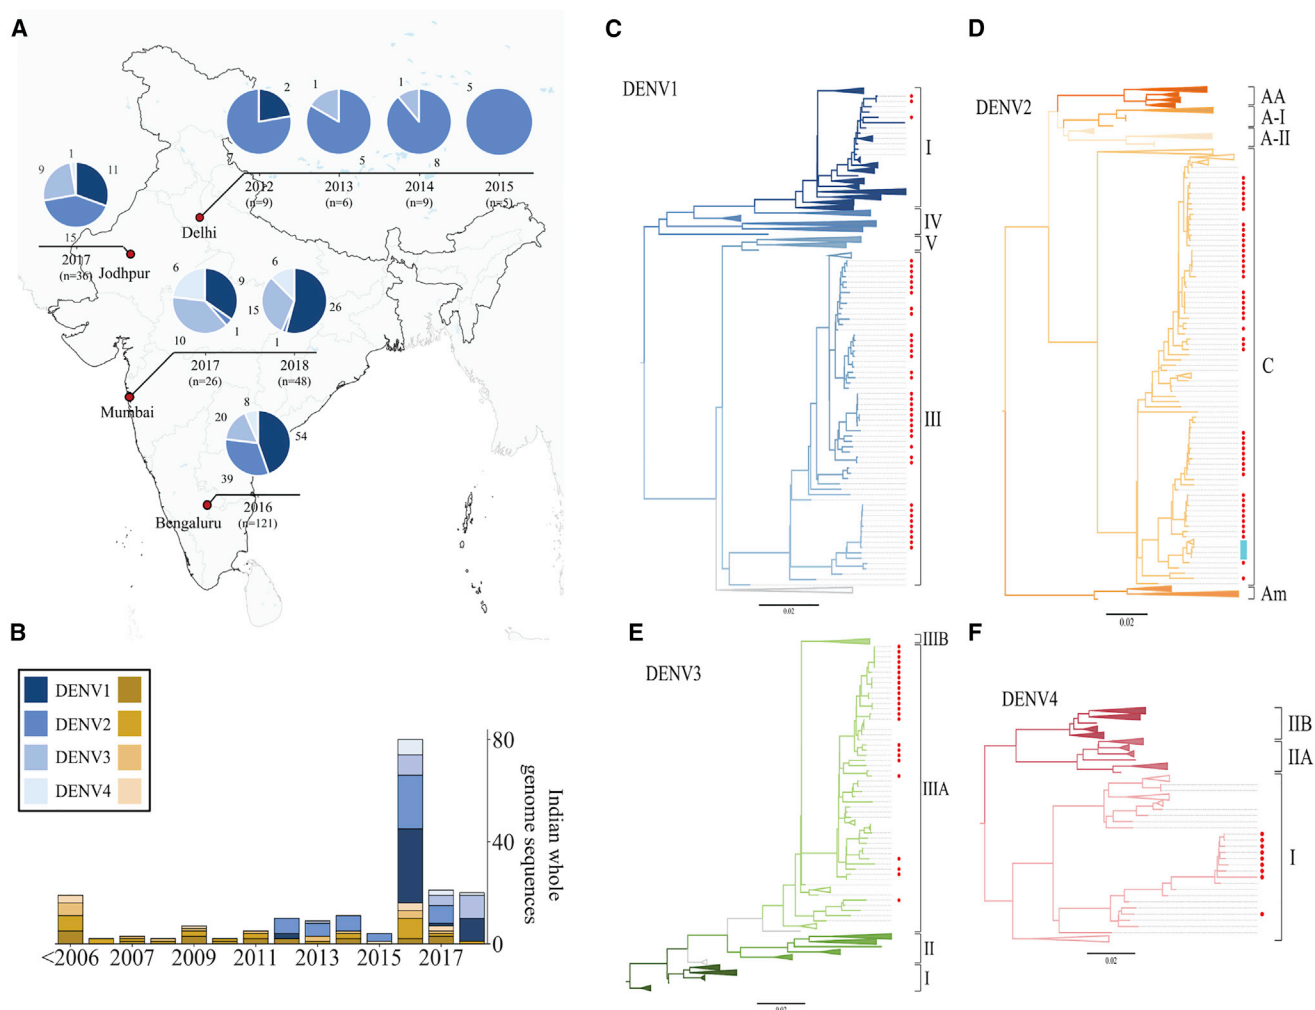 A
7
2
1
5
1
8
5
2012
(n=9)
2013
(n=6)
2014
(n=9)
2015
(n=5)
Delhi
9
1
11
15
2017
(n=36)
Jodhpur
6
9
1
10
6
26
15
1
2017
(n=26)
2018
(n=48)
Mumbai
8
20
54
39
2016
(n=121)
Bengaluru
B
DENV1
DENV2
DENV3
DENV4
80
40
0
Indian whole
genome sequences
<2006
2007
2009
2011
2013
2015
2017
C
DENV1
I
IV
V
III
0.02
D
DENV2
AA
A-I
A-II
C
Am
0.02
E
DENV3
IIIB
IIIA
II
I
0.02
F
DENV4
IIB
IIA
I
0.02